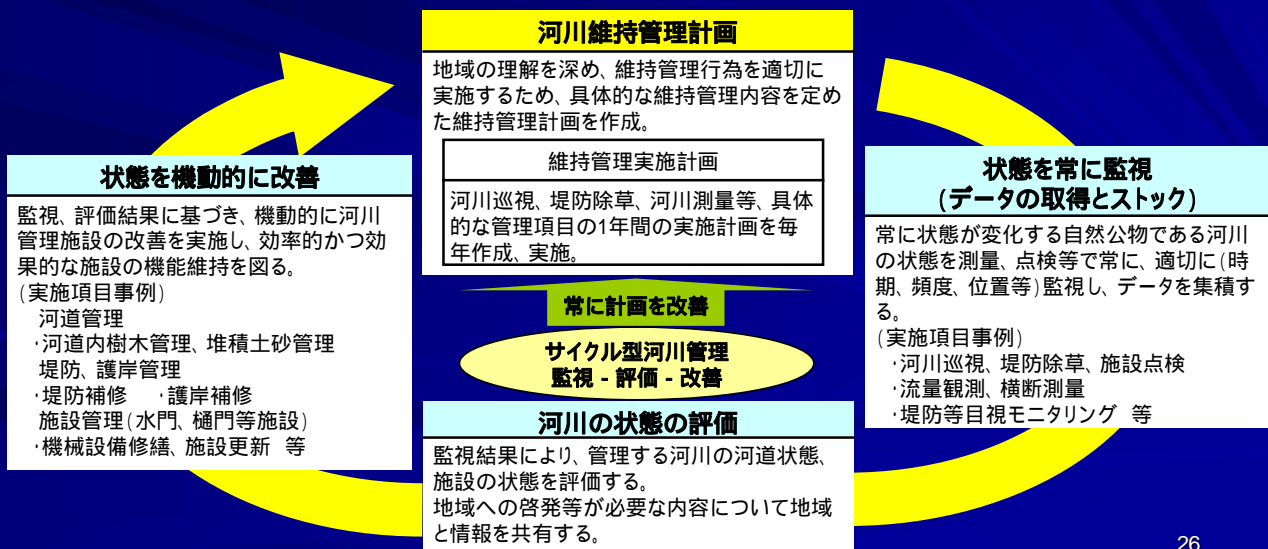 河川維持管理計画
地域の理解を深め、維持管理行為を適切に
実施するため、具体的な維持管理内容を定め
た維持管理計画を作成。
維持管理実施計画
河川巡視、堤防除草、河川測量等、具体
的な管理項目の1年間の実施計画を毎
年作成、実施。
状態を機動的に改善
監視、評価結果に基づき、機動的に河川
管理施設の改善を実施し、効率的かつ効
果的な施設の機能維持を図る。
(実施項目事例)
河道管理
・河道内樹木管理、堆積土砂管理
堤防、護岸管理
・堤防補修　・護岸補修
施設管理(水門、樋門等施設)
・機械設備修繕、施設更新 等
状態を常に監視
(データの取得とストック)
常に状態が変化する自然公物である河川
の状態を測量、点検等で常に、適切に(時
期、頻度、位置等)監視し、データを集積す
る。
(実施項目事例)
・河川巡視、堤防除草、施設点検
・流量観測、横断測量
・堤防等目視モニタリング 等
常に計画を改善
サイクル型河川管理
監視 - 評価 - 改善
河川の状態の評価
監視結果により、管理する河川の河道状態、
施設の状態を評価する。
地域への啓発等が必要な内容について地域
と情報を共有する。
26